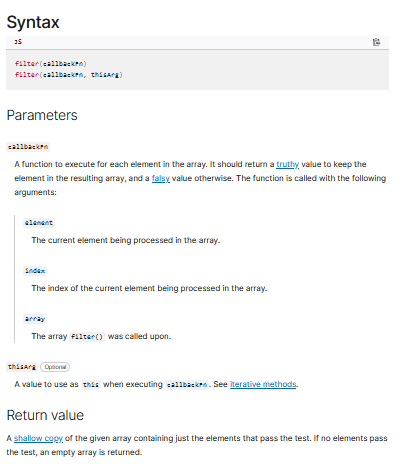 Syntax
JS
filter(callbackFn)
filter(callbackFn, thisArg)
Parameters
callbackFn
A function to execute for each element in the array. It should return a truthy value to keep the
element in the resulting array, and a falsy value otherwise. The function is called with the following
arguments:
element
The current element being processed in the array.
index
The index of the current element being processed in the array.
array
The array filter() was called upon.
thisArg Optional
A value to use as this when executing callbackFn. See iterative methods.
Return value
A shallow copy of the given array containing just the elements that pass the test. If no elements pass
the test, an empty array is returned.